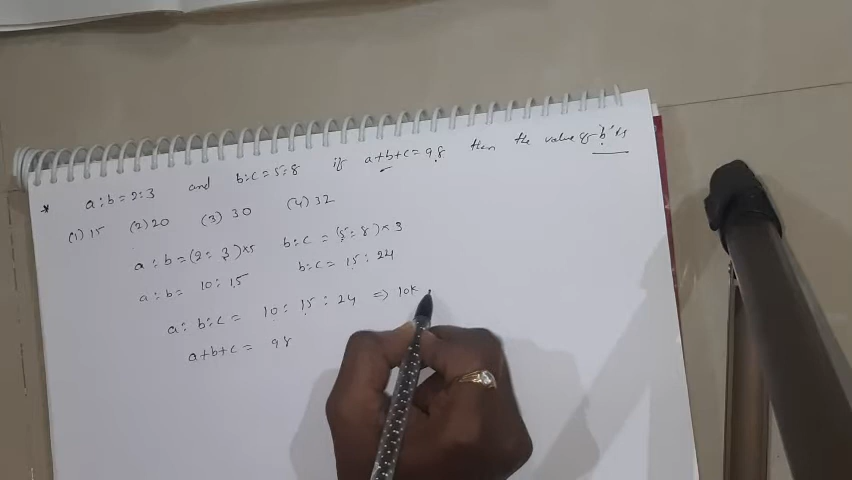 * a:b=2:3 and b:c=5:8 if a+b+c=98 then the value of 'b' is
(1) 15 (2) 20 (3) 30 (4) 32
a:b=(2:3)×5 b:c=(5:8)×3
a:b= 10:15 b:c= 15:24
a:b:c= 10:15:24 ⇒ 10k
a+b+c= 98